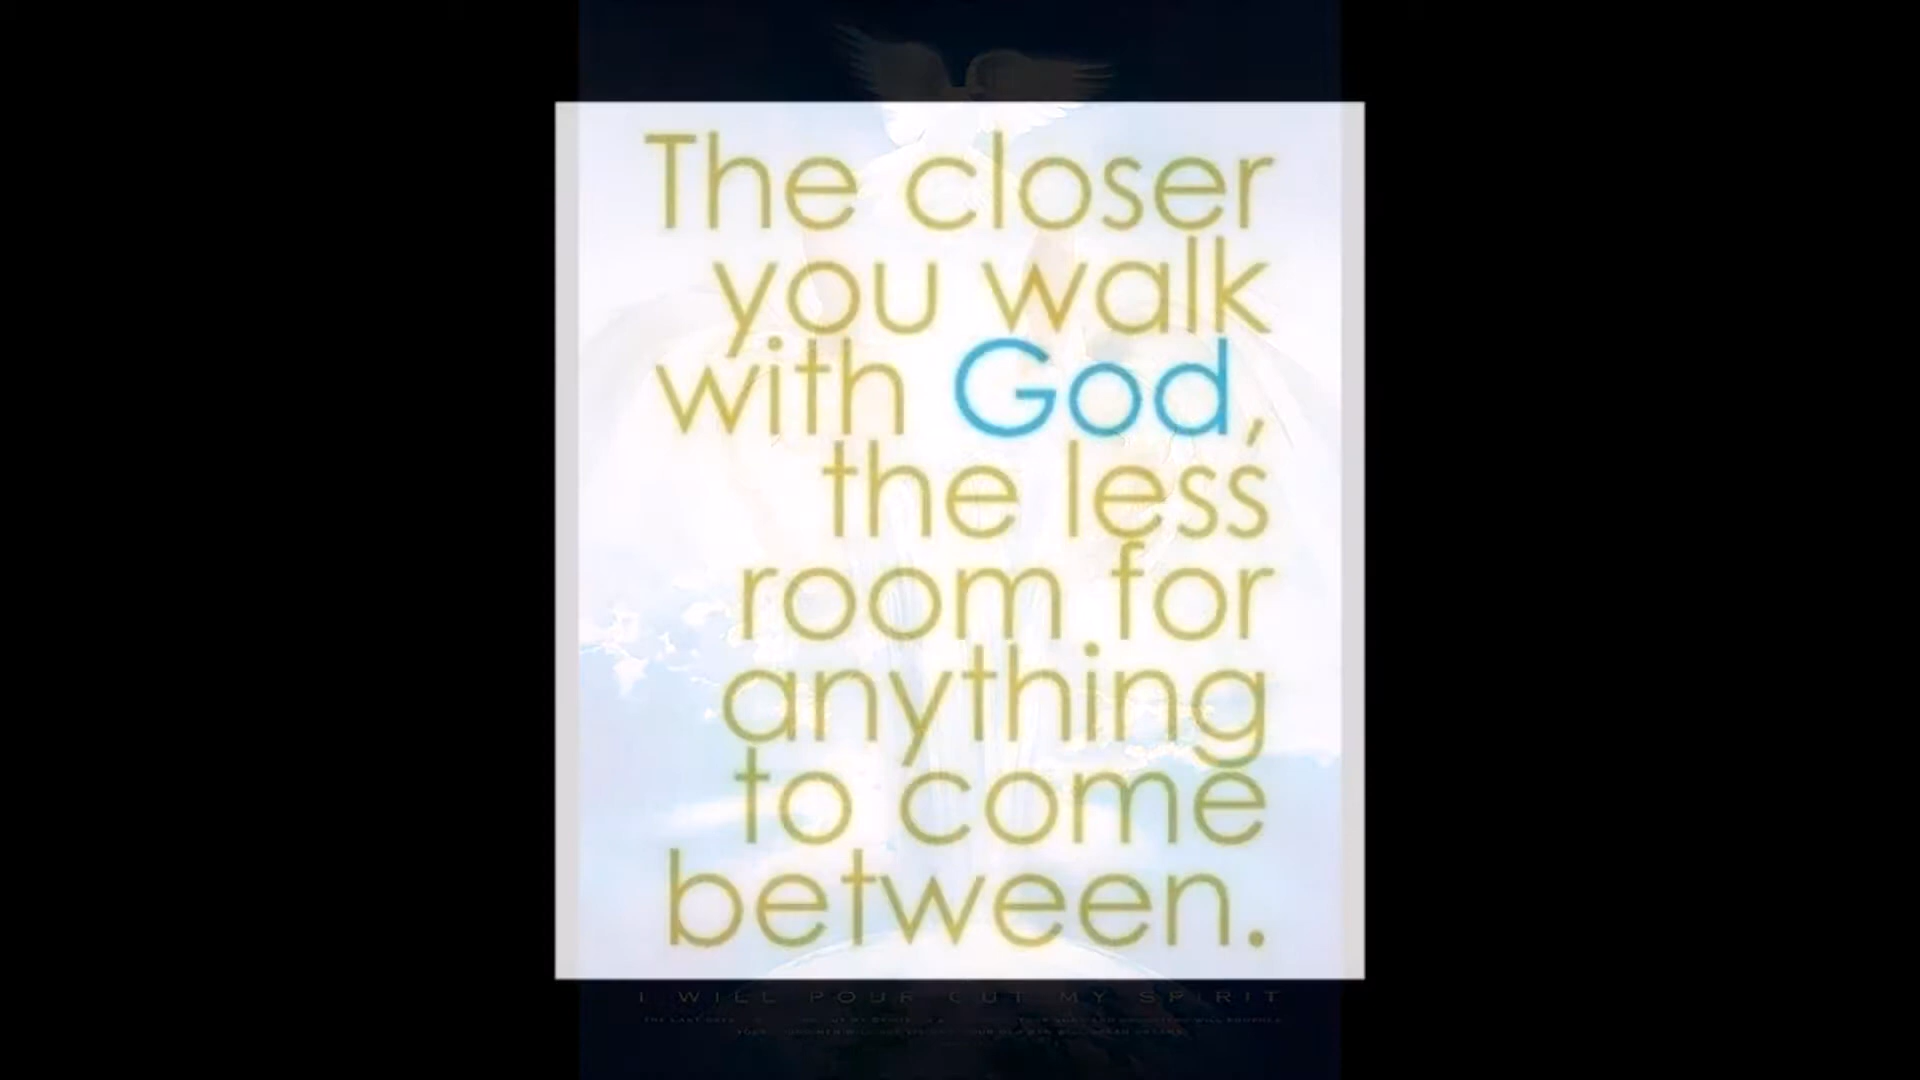 The closer
you walk
with God,
the less
room for
anything
to come
between.
I WILL POUR OUT MY SPIRIT